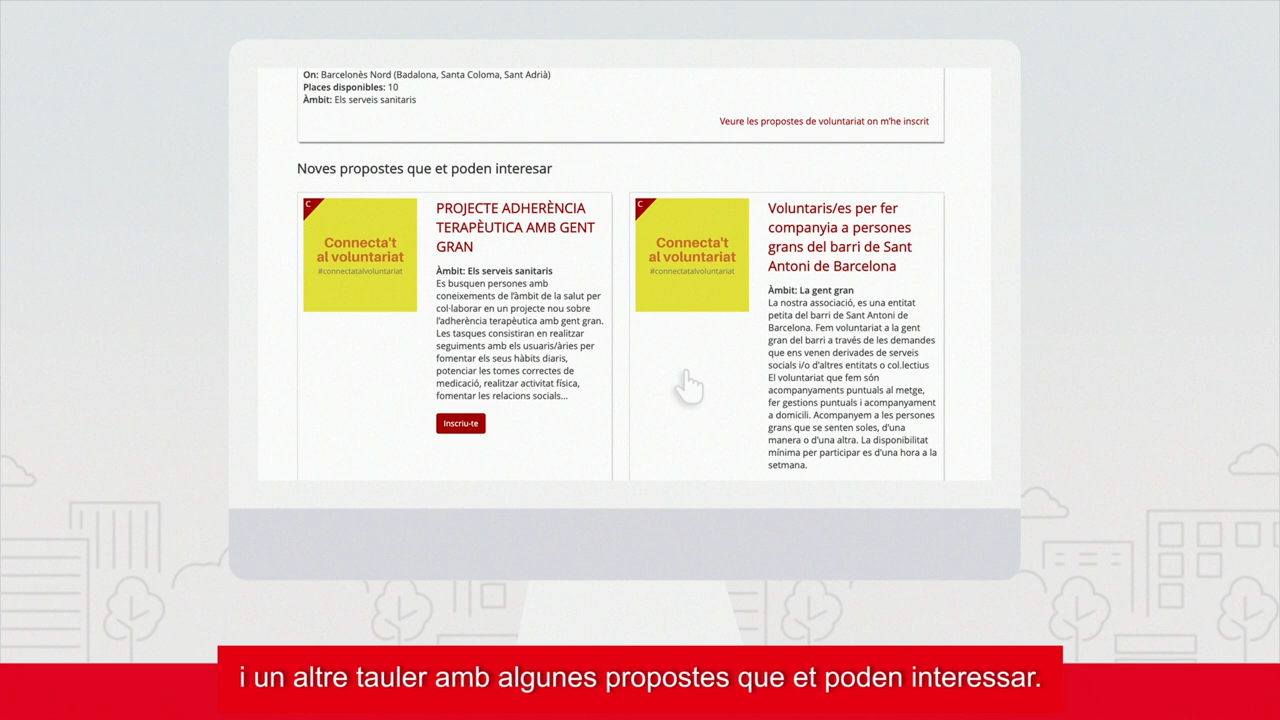 On: Barcelonès Nord (Badalona, Santa Coloma, Sant Adrià)
Places disponibles: 10
Àmbit: Els serveis sanitaris
Veure les propostes de voluntariat on m'he inscrit
Noves propostes que et poden interesar
C
Connecta't
al voluntariat
#connectatalvoluntariat
PROJECTE ADHERÈNCIA
TERAPÈUTICA AMB GENT
GRAN
Àmbit: Els serveis sanitaris
Es busquen persones amb
coneixements de l'àmbit de la salut per
col·laborar en un projecte nou sobre
l'adherència terapèutica amb gent gran.
Les tasques consistiran en realitzar
seguiments amb els usuaris/àries per
fomentar els seus hàbits diaris,
potenciar les tomes correctes de
medicació, realitzar activitat física,
fomentar les relacions socials...
Inscriu-te
C
Connecta't
al voluntariat
#connectatalvoluntariat
Voluntaris/es per fer
companyia a persones
grans del barri de Sant
Antoni de Barcelona
Àmbit: La gent gran
La nostra associació, es una entitat
petita del barri de Sant Antoni de
Barcelona. Fem voluntariat a la gent
gran del barri a través de les demandes
que ens venen derivades de serveis
socials i/o d'altres entitats o col.lectius
El voluntariat que fem són
acompanyaments puntuals al metge,
fer gestions puntuals i acompanyament
a domicili. Acompanyem a les persones
grans que se senten soles, d'una
manera o d'una altra. La disponibilitat
mínima per participar es d'una hora a la
setmana.
i un altre tauler amb algunes propostes que et poden interessar.